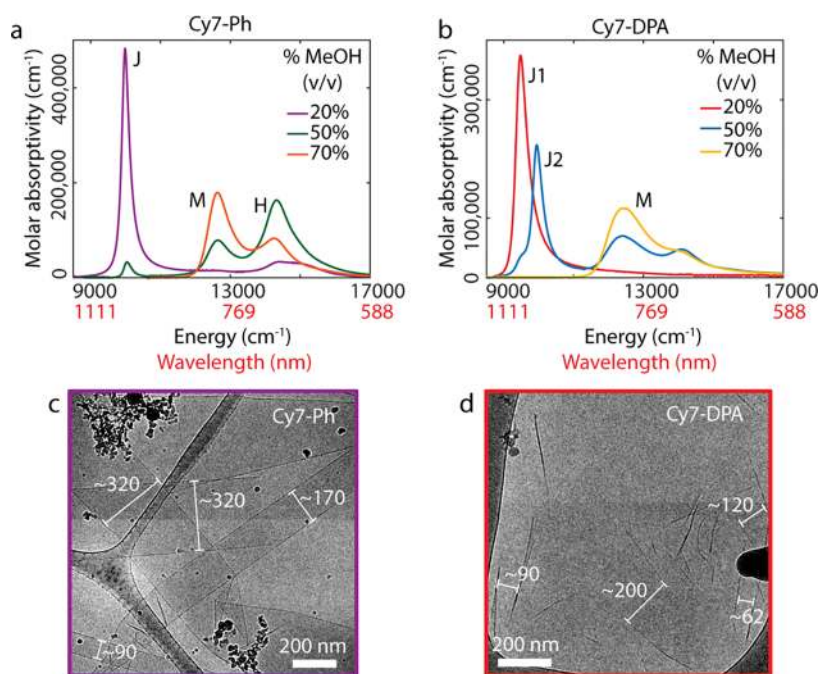 a
Cy7-Ph
Molar absorptivity (cm⁻¹)
400,000
200,000
0
J
M
H
% MeOH
(v/v)
20%
50%
70%
9000 13000 17000
1111 769 588
Energy (cm⁻¹)
Wavelength (nm)
b
Cy7-DPA
Molar absorptivity (cm⁻¹)
300,000
100,000
0
J1
J2
M
% MeOH
(v/v)
20%
50%
70%
9000 13000 17000
1111 769 588
Energy (cm⁻¹)
Wavelength (nm)
c
Cy7-Ph
~320
~320
~170
~90
200 nm
d
Cy7-DPA
~120
~90
~200
~62
200 nm